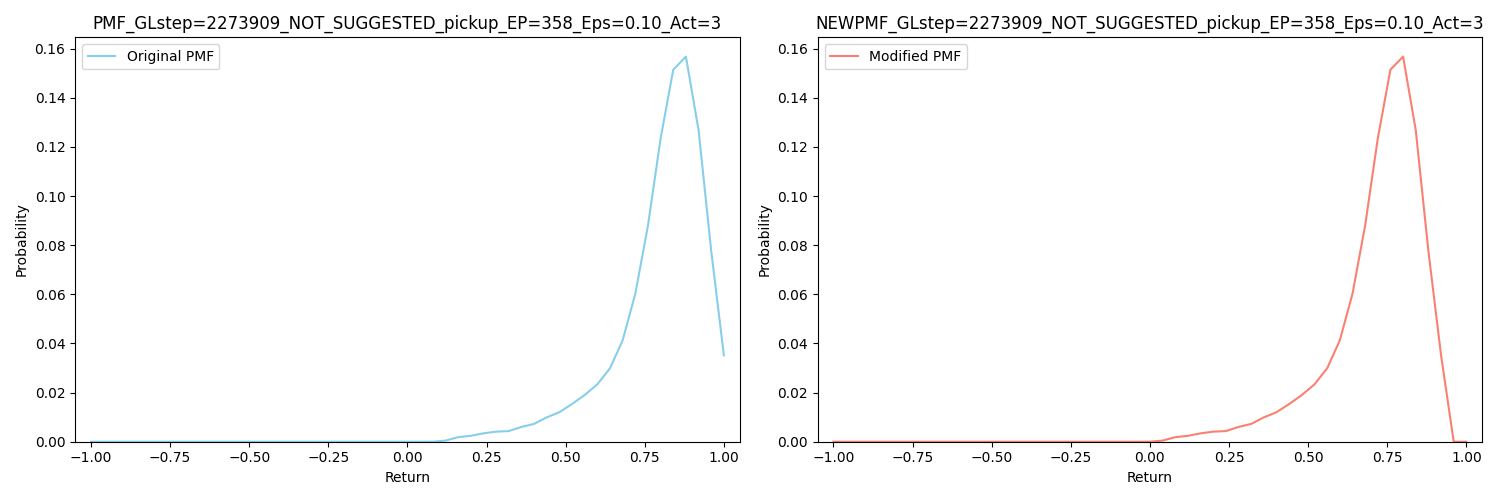 PMF_GLstep=2273909_NOT_SUGGESTED_pickup_EP=358_Eps=0.10_Act=3
Original PMF
Probability
0.16
0.14
0.12
0.10
0.08
0.06
0.04
0.02
0.00
−1.00 −0.75 −0.50 −0.25 0.00 0.25 0.50 0.75 1.00
Return
NEWPMF_GLstep=2273909_NOT_SUGGESTED_pickup_EP=358_Eps=0.10_Act=3
Modified PMF
Probability
0.16
0.14
0.12
0.10
0.08
0.06
0.04
0.02
0.00
−1.00 −0.75 −0.50 −0.25 0.00 0.25 0.50 0.75 1.00
Return